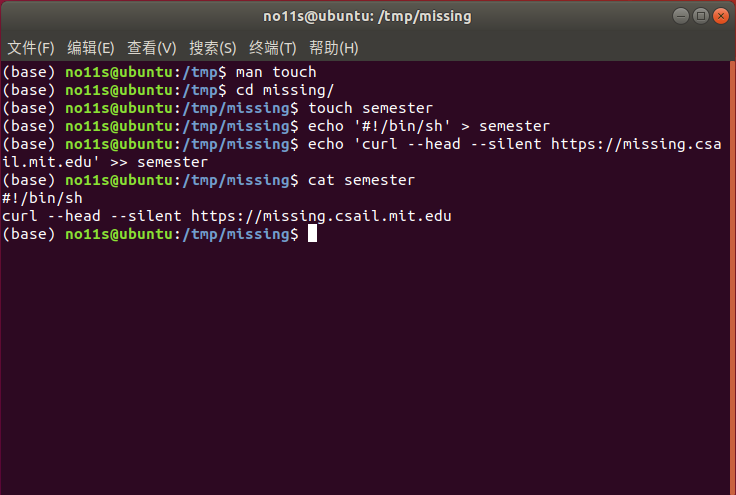 no11s@ubuntu: /tmp/missing
文件(F) 编辑(E) 查看(V) 搜索(S) 终端(T) 帮助(H)
(base) no11s@ubuntu:/tmp$ man touch
(base) no11s@ubuntu:/tmp$ cd missing/
(base) no11s@ubuntu:/tmp/missing$ touch semester
(base) no11s@ubuntu:/tmp/missing$ echo '#!/bin/sh' > semester
(base) no11s@ubuntu:/tmp/missing$ echo 'curl --head --silent https://missing.csa
il.mit.edu' >> semester
(base) no11s@ubuntu:/tmp/missing$ cat semester
#!/bin/sh
curl --head --silent https://missing.csail.mit.edu
(base) no11s@ubuntu:/tmp/missing$